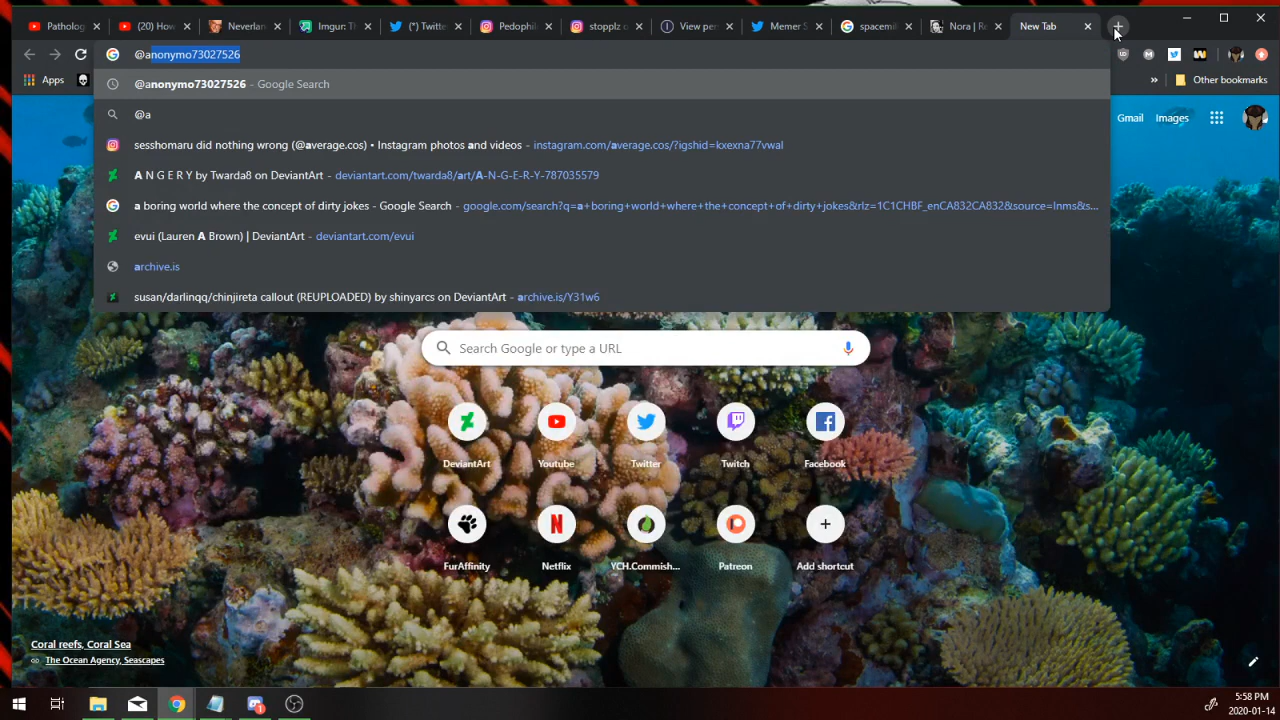 Patholog
(20) How
Neverlan
Imgur: Th
(*) Twitte
Pedophil
stopplz o
View per
Memer S
spacemil
Nora | Re
New Tab
@anonymo73027526
Apps
Other bookmarks
@anonymo73027526 - Google Search
@a
sesshomaru did nothing wrong (@average.cos) • Instagram photos and videos - instagram.com/average.cos/?igshid=kxexna77vwal
A N G E R Y by Twarda8 on DeviantArt - deviantart.com/twarda8/art/A-N-G-E-R-Y-787035579
a boring world where the concept of dirty jokes - Google Search - google.com/search?q=a+boring+world+where+the+concept+of+dirty+jokes&rlz=1C1CHBF_enCA832CA832&source=lnms&s...
evui (Lauren A Brown) | DeviantArt - deviantart.com/evui
archive.is
susan/darlinqq/chinjireta callout (REUPLOADED) by shinyarcs on DeviantArt - archive.is/Y31w6
Gmail Images
Search Google or type a URL
DeviantArt Youtube Twitter Twitch Facebook
FurAffinity Netflix YCH.Commish... Patreon Add shortcut
Coral reefs, Coral Sea
The Ocean Agency, Seascapes
5:58 PM
2020-01-14